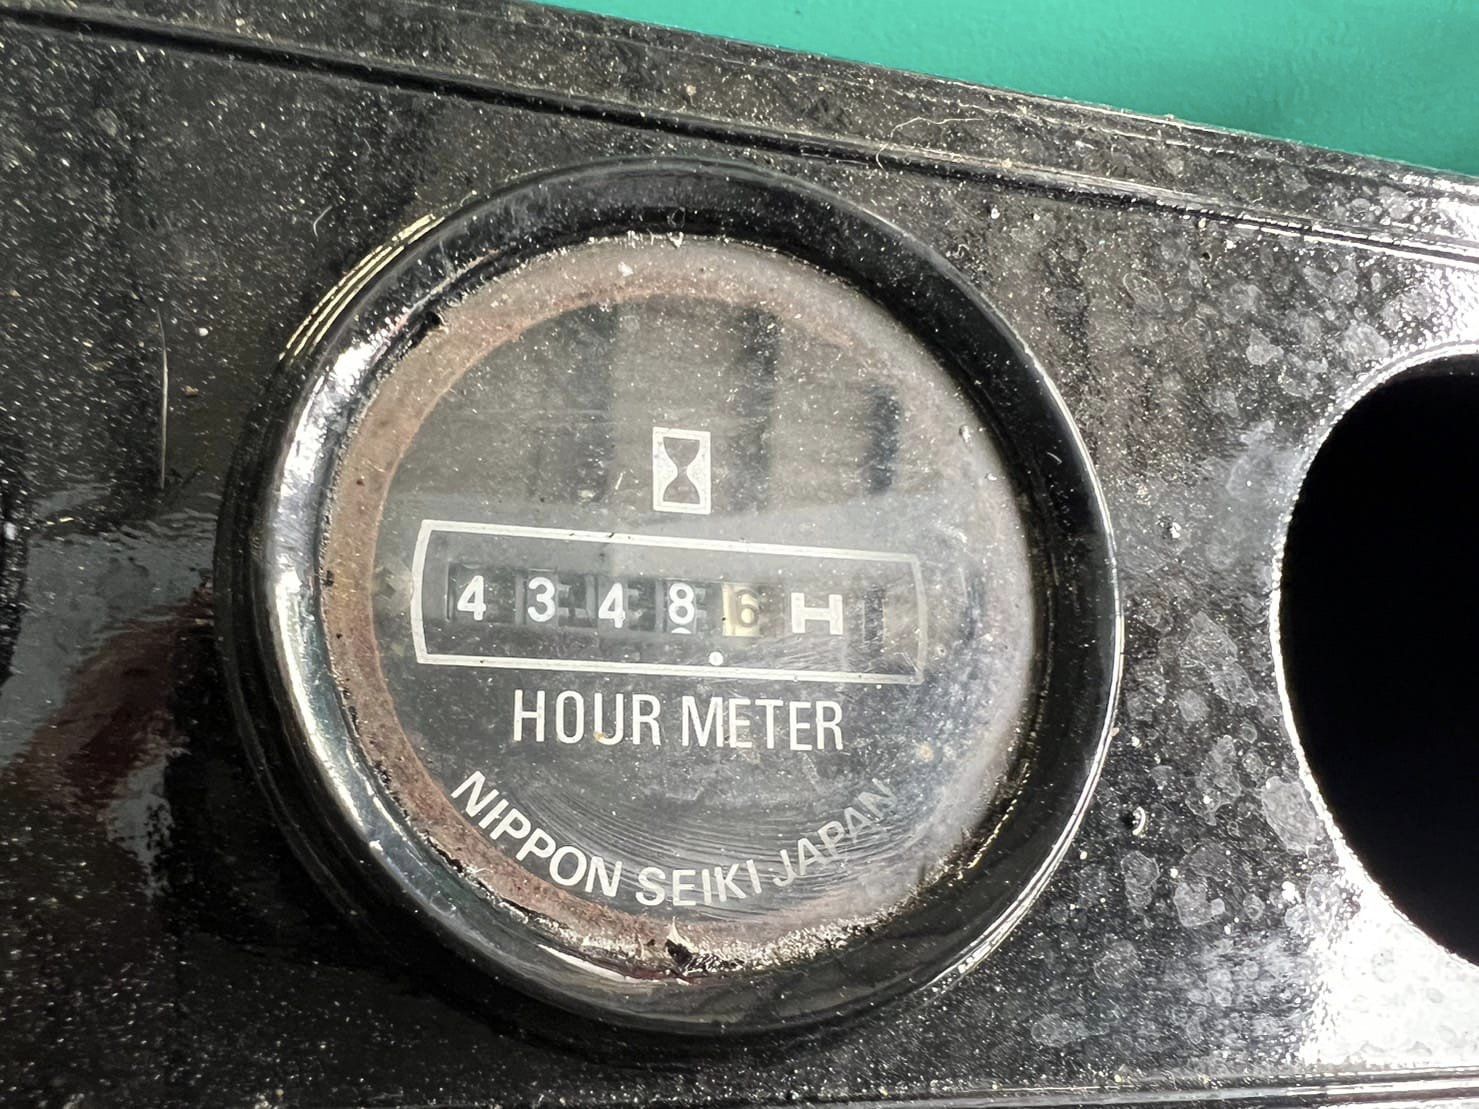 4 3 4 8 6 H
HOUR METER
NIPPON SEIKI JAPAN